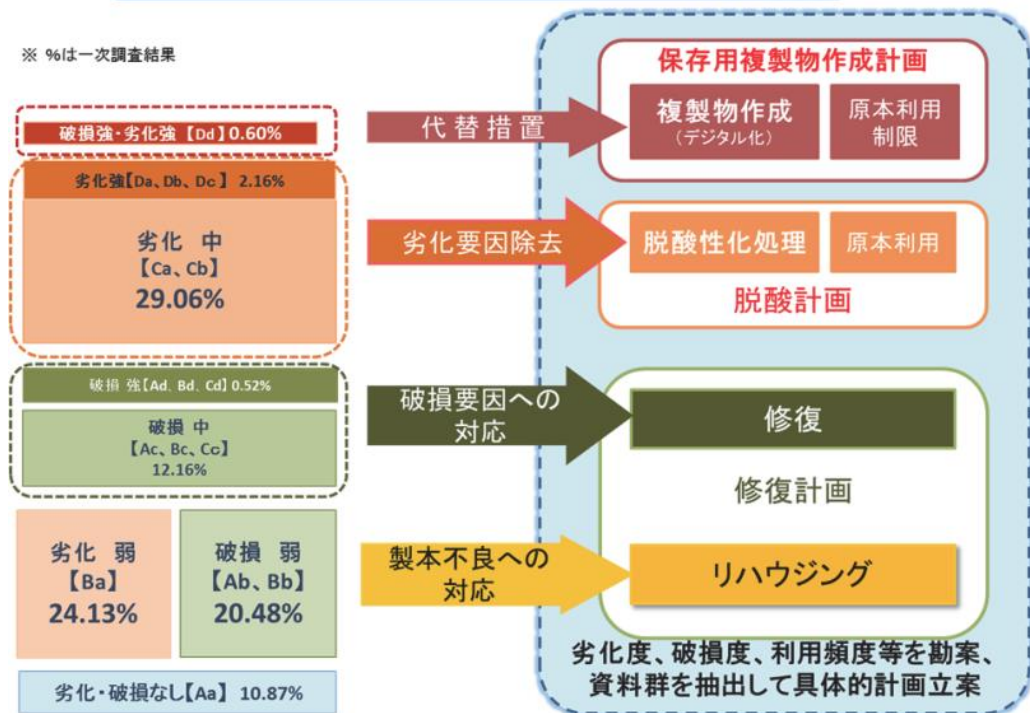 ※ %は一次調査結果
破損強・劣化強 【Dd】0.60%
劣化強【Da、Db、Dc】 2.16%
劣化 中
【Ca、Cb】
29.06%
破損 強【Ad、Bd、Cd】0.52%
破損 中
【Ac、Bc、Cc】
12.16%
劣化 弱
【Ba】
24.13%
破損 弱
【Ab、Bb】
20.48%
劣化・破損なし【Aa】 10.87%
代替措置
劣化要因除去
破損要因への
対応
製本不良への
対応
保存用複製物作成計画
複製物作成
(デジタル化)
原本利用
制限
脱酸性化処理
原本利用
脱酸計画
修復
修復計画
リハウジング
劣化度、破損度、利用頻度等を勘案、
資料群を抽出して具体的計画立案